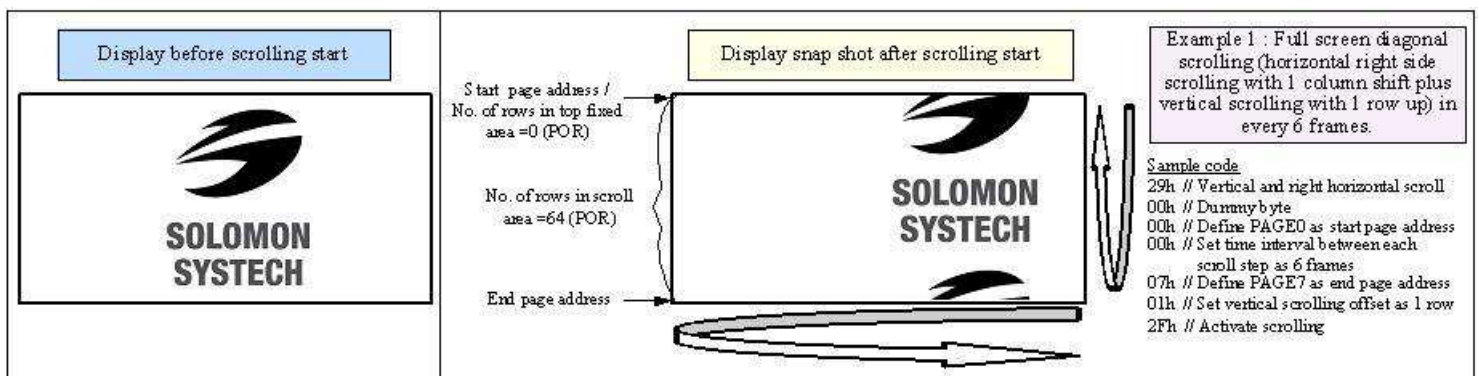 Display before scrolling start
SOLOMON
SYSTECH
Display snap shot after scrolling start
Start page address /
No. of rows in top fixed
area =0 (POR)
No. of rows in scroll
area =64 (POR)
End page address
SOLOMON
SYSTECH
Example 1 : Full screen diagonal
scrolling (horizontal right side
scrolling with 1 column shift plus
vertical scrolling with 1 row up) in
every 6 frames.
Sample code
29h // Vertical and right horizontal scroll
00h // Dummy byte
00h // Define PAGE0 as start page address
00h // Set time interval between each
scroll step as 6 frames
07h // Define PAGE7 as end page address
01h // Set vertical scrolling offset as 1 row
2Fh // Activate scrolling